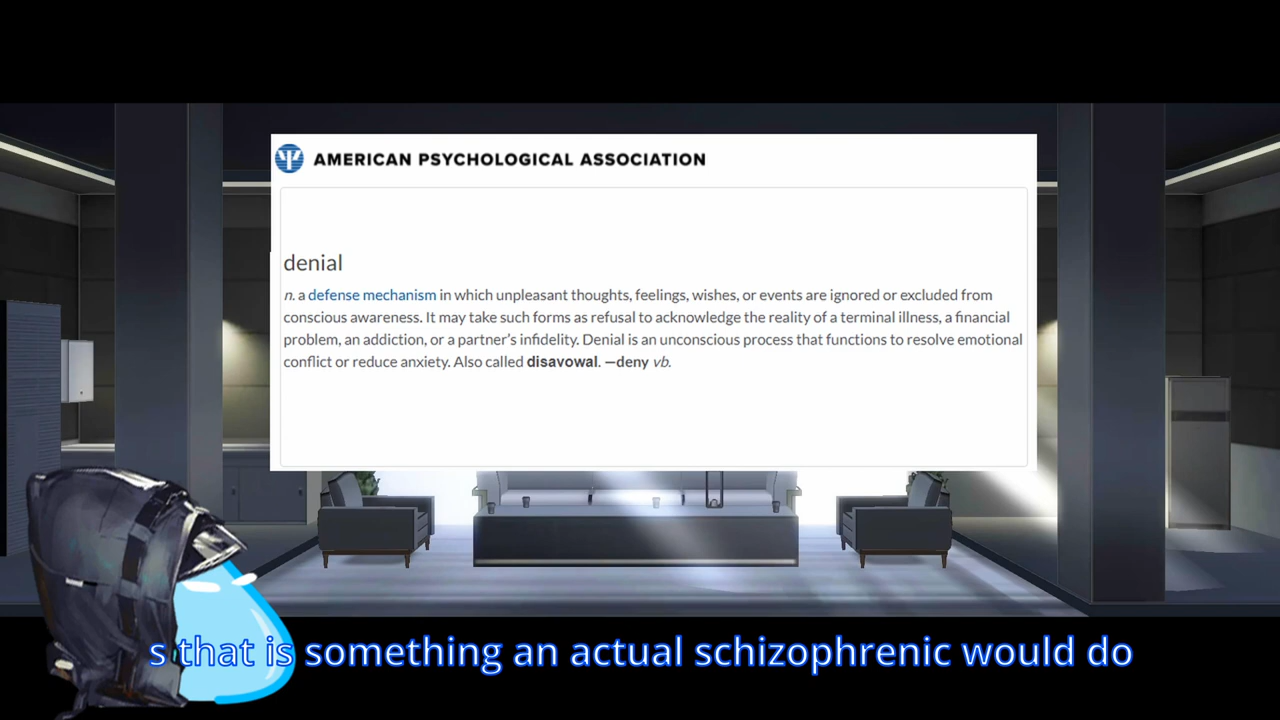 AMERICAN PSYCHOLOGICAL ASSOCIATION
denial
n. a defense mechanism in which unpleasant thoughts, feelings, wishes, or events are ignored or excluded from
conscious awareness. It may take such forms as refusal to acknowledge the reality of a terminal illness, a financial
problem, an addiction, or a partner's infidelity. Denial is an unconscious process that functions to resolve emotional
conflict or reduce anxiety. Also called disavowal. —deny vb.
s that is something an actual schizophrenic would do